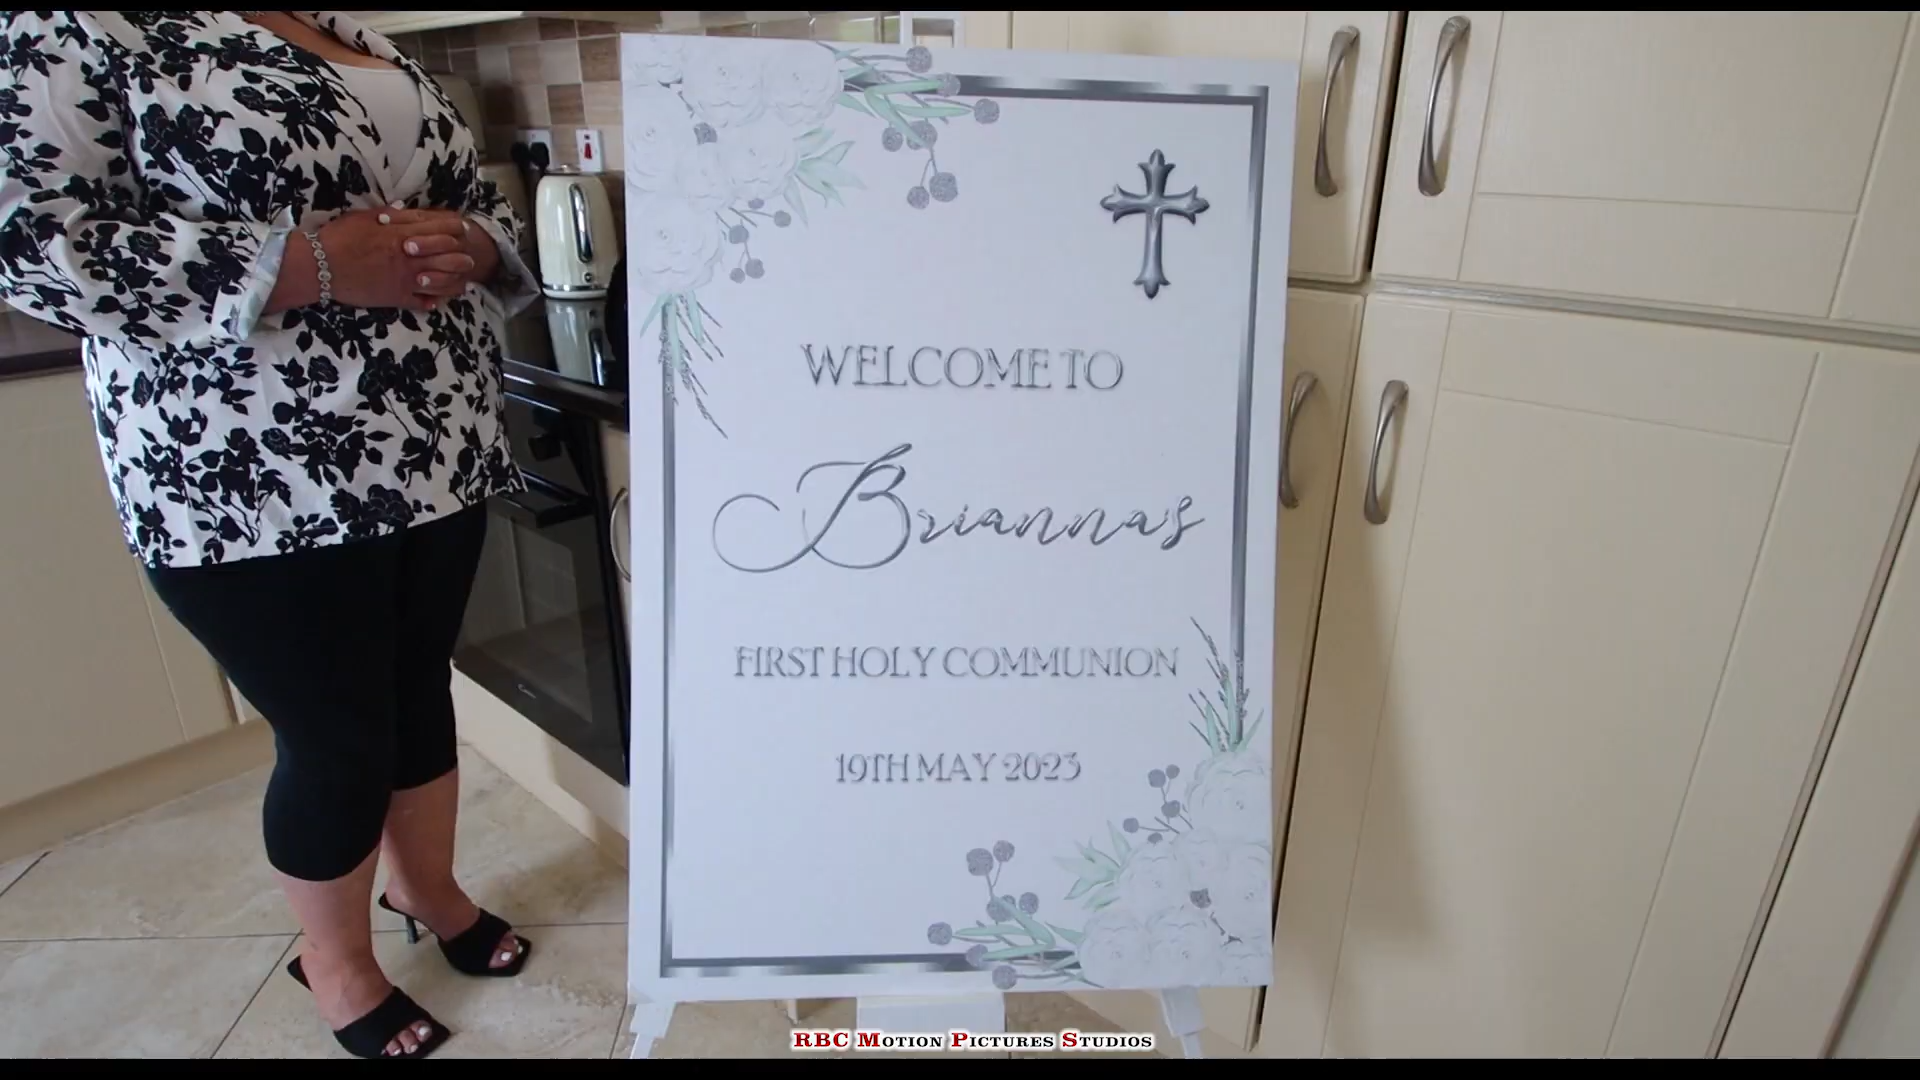 WELCOME TO
Brianna's
FIRST HOLY COMMUNION
19TH MAY 2023
RBC MOTION PICTURES STUDIOS